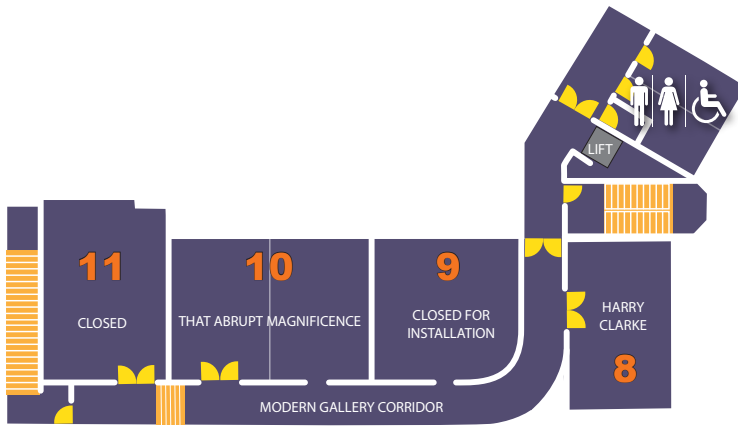 LIFT
11
CLOSED
10
THAT ABRUPT MAGNIFICENCE
9
CLOSED FOR
INSTALLATION
HARRY
CLARKE
8
MODERN GALLERY CORRIDOR